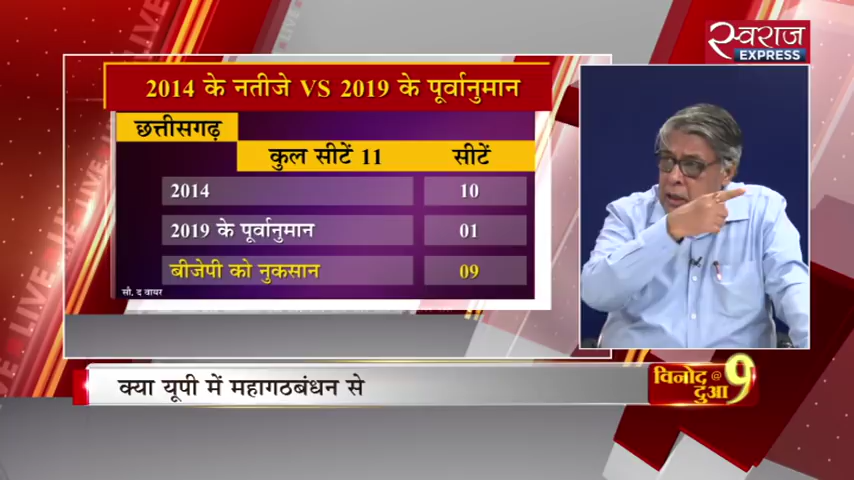 LIVE
स्वराज
EXPRESS
2014 के नतीजे VS 2019 के पूर्वानुमान
छत्तीसगढ़
कुल सीटें 11 सीटें
2014 10
2019 के पूर्वानुमान 01
बीजेपी को नुकसान 09
सौ. द वायर
क्या यूपी में महागठबंधन से
विनोद @ 9
दुआ